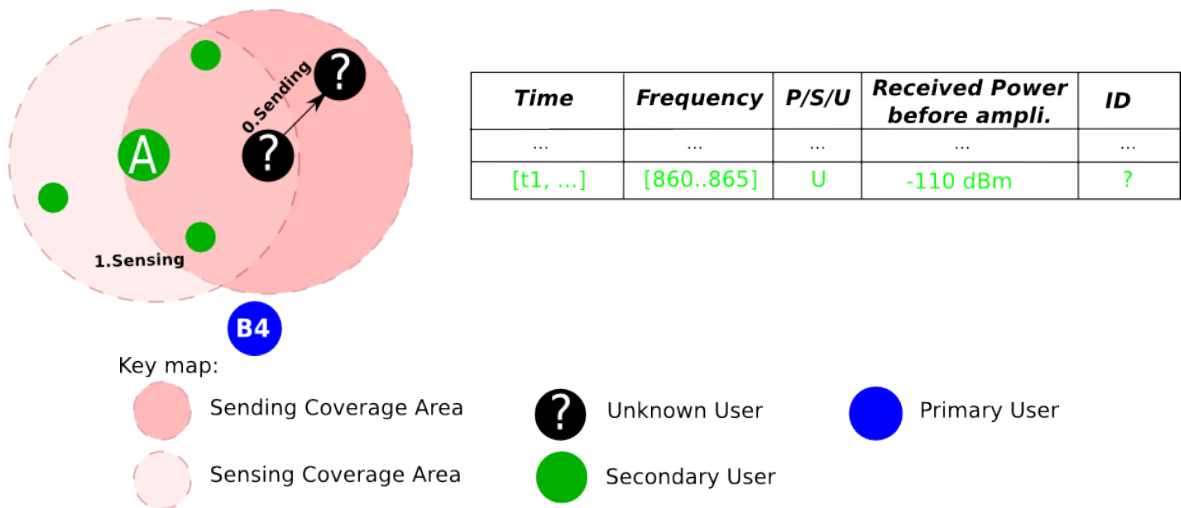 ?
0.Sending
?
A
1.Sensing
B4
Time Frequency P/S/U Received Power before ampli. ID
... ... ... ... ...
[t1, ...] [860..865] U -110 dBm ?
Key map:
Sending Coverage Area
? Unknown User
Primary User
Sensing Coverage Area
Secondary User